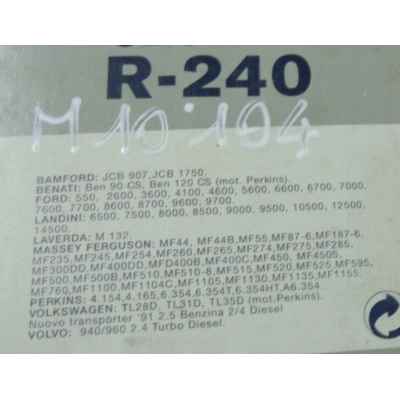 R-240
M 10 194
BAMFORD: JCB 907, JCB 1750.
BENATI: Ben 90 CS, Ben 120 CS (mot. Perkins).
FORD: 550, 2600, 3600, 4100, 4600, 5600, 6600, 6700, 7000,
7600, 7700, 8600, 8700, 9600, 9700.
LANDINI: 6500, 7500, 8000, 8500, 9000, 9500, 10500, 12500,
14500.
LAVERDA: M 132.
MASSEY FERGUSON: MF44, MF44B, MF55, MF87-6, MF187-6,
MF235, MF245, MF254, MF260, MF265, MF274, MF275, MF285,
MF300DD, MF400DD, MFD400B, MF400C, MF450, MF450S,
MF500, MF500B, MF510, MF510-8, MF515, MF520, MF525, MF595,
MF760, MF1100, MF1104C, MF1105, MF1130, MF1135, MF1155.
PERKINS: 4.154, 4.165, 6.354, 6.354T, 6.354HT, A6.354.
VOLKSWAGEN: TL28D, TL31D, TL35D (mot.Perkins).
Nuovo transporter '91 2.5 Benzina 2/4 Diesel
VOLVO: 940/960 2.4 Turbo Diesel.